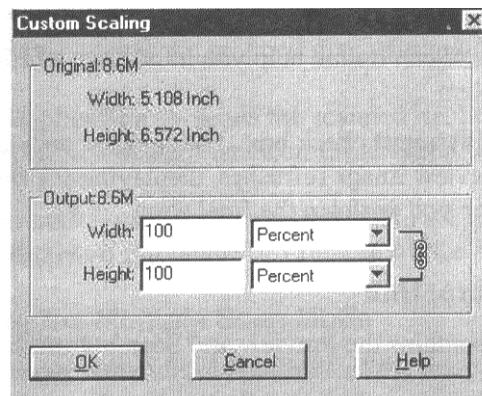 Custom Scaling
Original:8.6M
Width: 5.108 Inch
Height: 6.572 Inch
Output:8.6M
Width: 100 Percent
Height: 100 Percent
OK Cancel Help